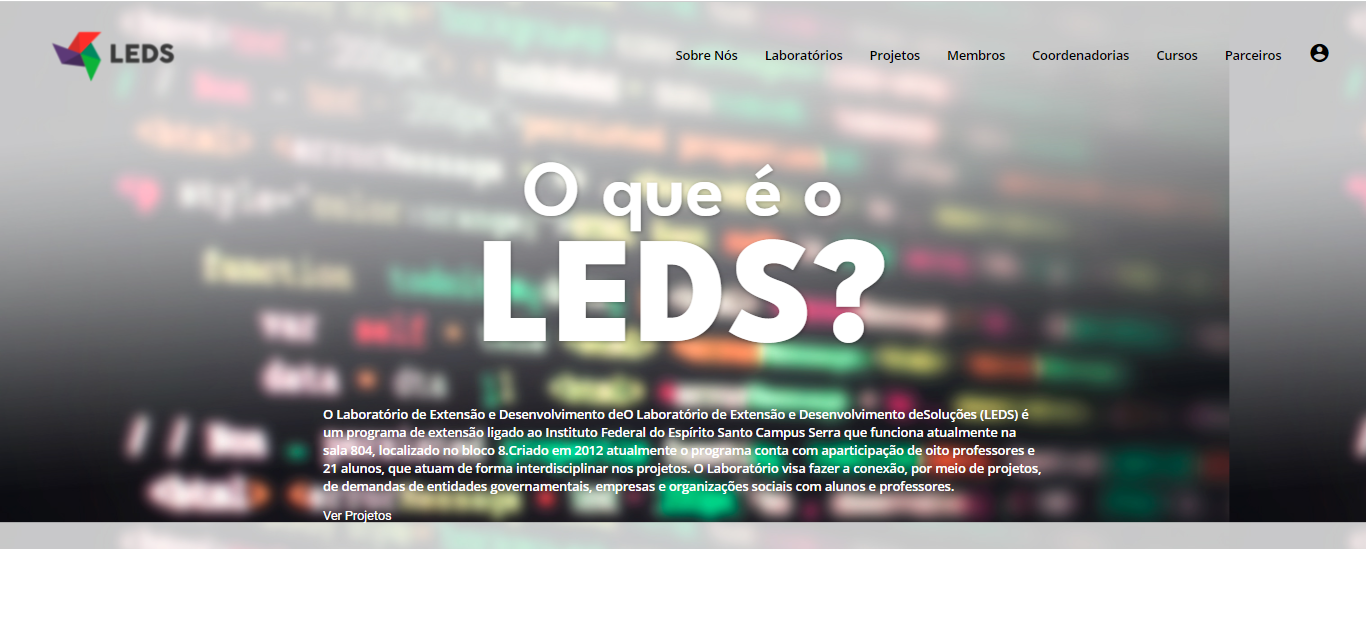 LEDS
Sobre Nós Laboratórios Projetos Membros Coordenadorias Cursos Parceiros
O que é o
LEDS?
O Laboratório de Extensão e Desenvolvimento deO Laboratório de Extensão e Desenvolvimento deSoluções (LEDS) é
um programa de extensão ligado ao Instituto Federal do Espírito Santo Campus Serra que funciona atualmente na
sala 804, localizado no bloco 8.Criado em 2012 atualmente o programa conta com aparticipação de oito professores e
21 alunos, que atuam de forma interdisciplinar nos projetos. O Laboratório visa fazer a conexão, por meio de projetos,
de demandas de entidades governamentais, empresas e organizações sociais com alunos e professores.
Ver Projetos